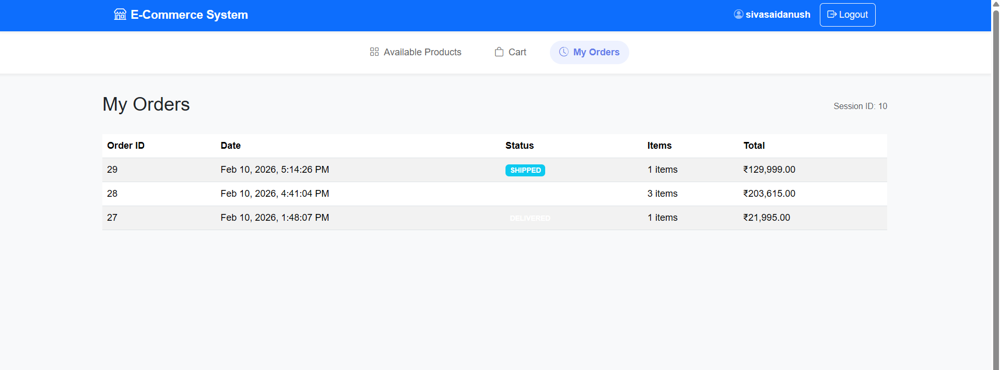 E-Commerce System
sivasaidanush
Logout
Available Products
Cart
My Orders
My Orders
Session ID: 10
Order ID Date Status Items Total
29 Feb 10, 2026, 5:14:26 PM SHIPPED 1 items ₹129,999.00
28 Feb 10, 2026, 4:41:04 PM 3 items ₹203,615.00
27 Feb 10, 2026, 1:48:07 PM DELIVERED 1 items ₹21,995.00